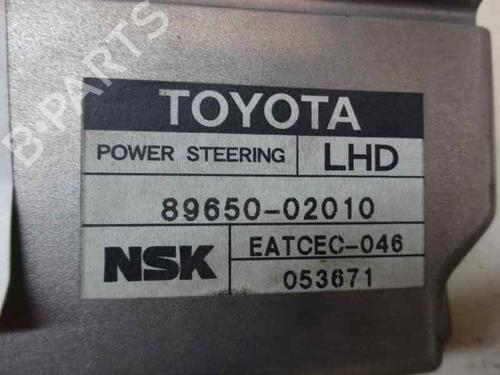 B-PARTS
TOYOTA
POWER STEERING LHD
89650-02010
NSK EATCEC-046
053671